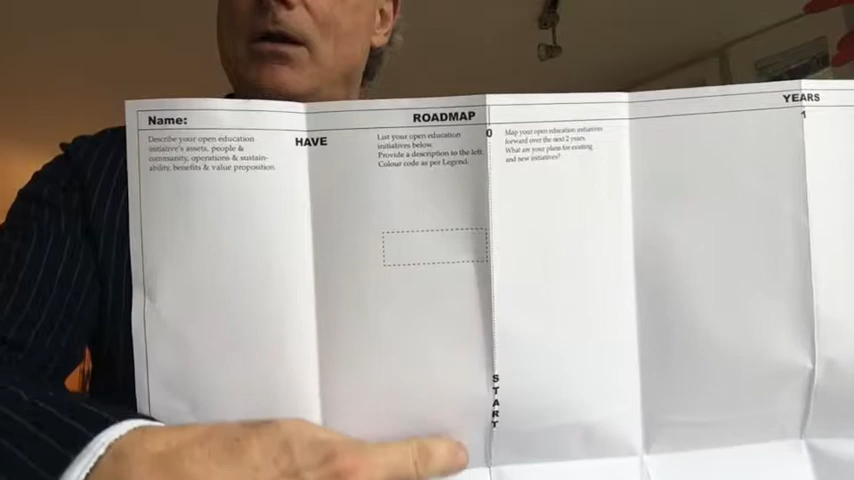 Name:
ROADMAP
YEARS
Describe your open education
initiative's assets, people &
community, operations & sustain-
ability, benefits & value proposition.
HAVE
List your open education
initiatives below.
Provide a description to the left.
Colour code as per Legend.
0
Map your open education initiatives
forward over the next 2 years.
What are your plans for existing
and new initiatives?
1
START